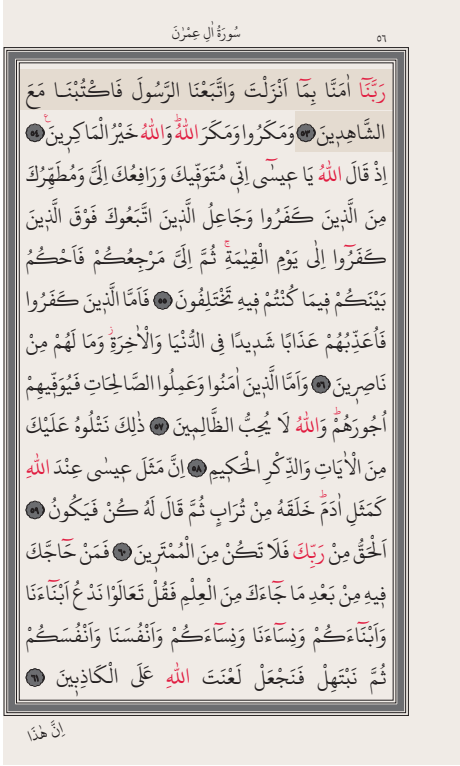 سُورَةُ اٰلِ عِمْرٰنَ
٥٦
رَبَّنَٓا اٰمَنَّا بِمَٓا اَنْزَلْتَ وَاتَّبَعْنَا الرَّسُولَ فَاكْتُبْنَا مَعَ
الشَّاهِد۪ينَ ٥٣ وَمَكَرُوا وَمَكَرَ اللّٰهُۜ وَاللّٰهُ خَيْرُ الْمَاكِر۪ينَ۟ ٥٤
اِذْ قَالَ اللّٰهُ يَا ع۪يسٰٓى اِنّ۪ي مُتَوَفّ۪يكَ وَرَافِعُكَ اِلَيَّ وَمُطَهِّرُكَ
مِنَ الَّذ۪ينَ كَفَرُوا وَجَاعِلُ الَّذ۪ينَ اتَّبَعُوكَ فَوْقَ الَّذ۪ينَ
كَفَرُٓوا اِلٰى يَوْمِ الْقِيٰمَةِۚ ثُمَّ اِلَيَّ مَرْجِعُكُمْ فَاَحْكُمُ
بَيْنَكُمْ ف۪يمَا كُنْتُمْ ف۪يهِ تَخْتَلِفُونَ ٥٥ فَاَمَّا الَّذ۪ينَ كَفَرُوا
فَاُعَذِّبُهُمْ عَذَابًا شَد۪يدًا فِي الدُّنْيَا وَالْاٰخِرَةِۘ وَمَا لَهُمْ مِنْ
نَاصِر۪ينَ ٥٦ وَاَمَّا الَّذ۪ينَ اٰمَنُوا وَعَمِلُوا الصَّالِحَاتِ فَيُوَفّ۪يهِمْ
اُجُورَهُمْۜ وَاللّٰهُ لَا يُحِبُّ الظَّالِم۪ينَ ٥٧ ذٰلِكَ نَتْلُوهُ عَلَيْكَ
مِنَ الْاٰيَاتِ وَالذِّكْرِ الْحَك۪يمِ ٥٨ اِنَّ مَثَلَ ع۪يسٰى عِنْدَ اللّٰهِ
كَمَثَلِ اٰدَمَۜ خَلَقَهُ مِنْ تُرَابٍ ثُمَّ قَالَ لَهُ كُنْ فَيَكُونُ ٥٩
اَلْحَقُّ مِنْ رَبِّكَ فَلَا تَكُنْ مِنَ الْمُمْتَر۪ينَ ٦٠ فَمَنْ حَٓاجَّكَ
ف۪يهِ مِنْ بَعْدِ مَا جَٓاءَكَ مِنَ الْعِلْمِ فَقُلْ تَعَالَوْا نَدْعُ اَبْنَٓاءَنَا
وَاَبْنَٓاءَكُمْ وَنِسَٓاءَنَا وَنِسَٓاءَكُمْ وَاَنْفُسَنَا وَاَنْفُسَكُمْ
ثُمَّ نَبْتَهِلْ فَنَجْعَلْ لَعْنَتَ اللّٰهِ عَلَى الْكَاذِب۪ينَ ٦١
اِنَّ هٰذَا